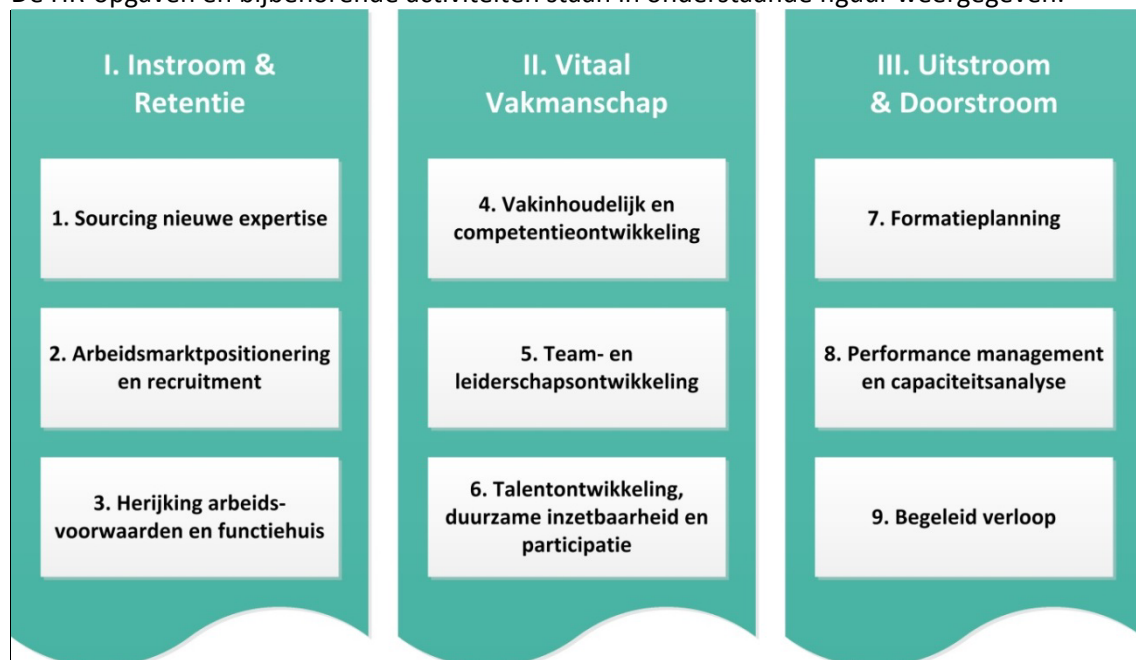 De HR-opgaven en bijbehorende activiteiten staan in onderstaande figuur weergegeven.
I. Instroom &
Retentie
1. Sourcing nieuwe expertise
2. Arbeidsmarktpositionering
en recruitment
3. Herijking arbeids-
voorwaarden en functiehuis
II. Vitaal
Vakmanschap
4. Vakinhoudelijk en
competentieontwikkeling
5. Team- en
leiderschapsontwikkeling
6. Talentontwikkeling,
duurzame inzetbaarheid en
participatie
III. Uitstroom
& Doorstroom
7. Formatieplanning
8. Performance management
en capaciteitsanalyse
9. Begeleid verloop